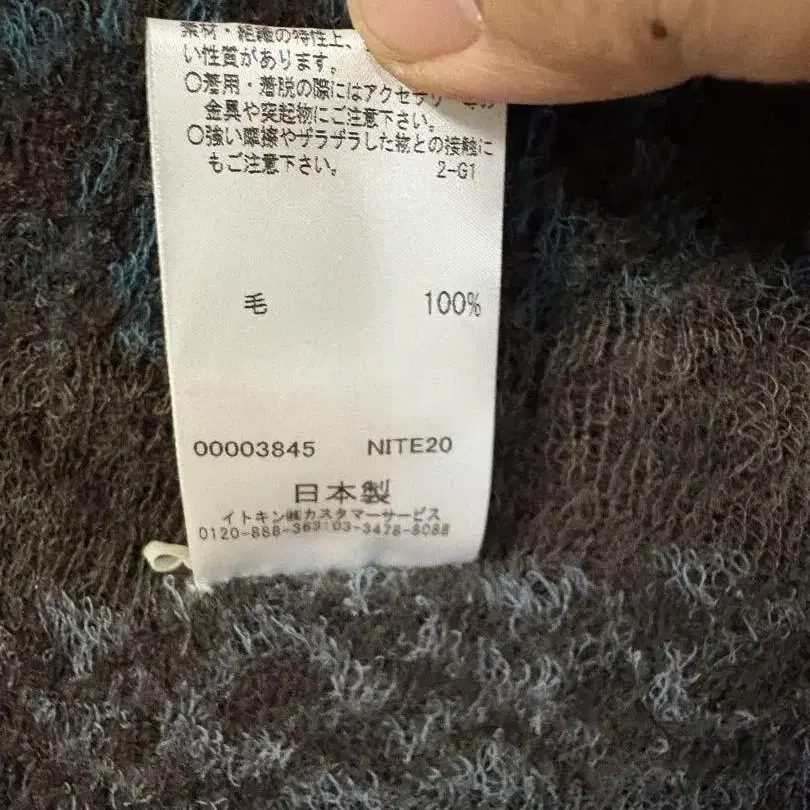 素材・組織の特性上、
い性質があります。
○着用・着脱の際にはアクセサリー等の
金具や突起物にご注意下さい。
○強い摩擦やザラザラした物との接触に
もご注意下さい。
2-G1
毛 100%
00003845 NITE20
日本製
イトキン㈱カスタマーサービス
0120-888-363:03-3478-8088